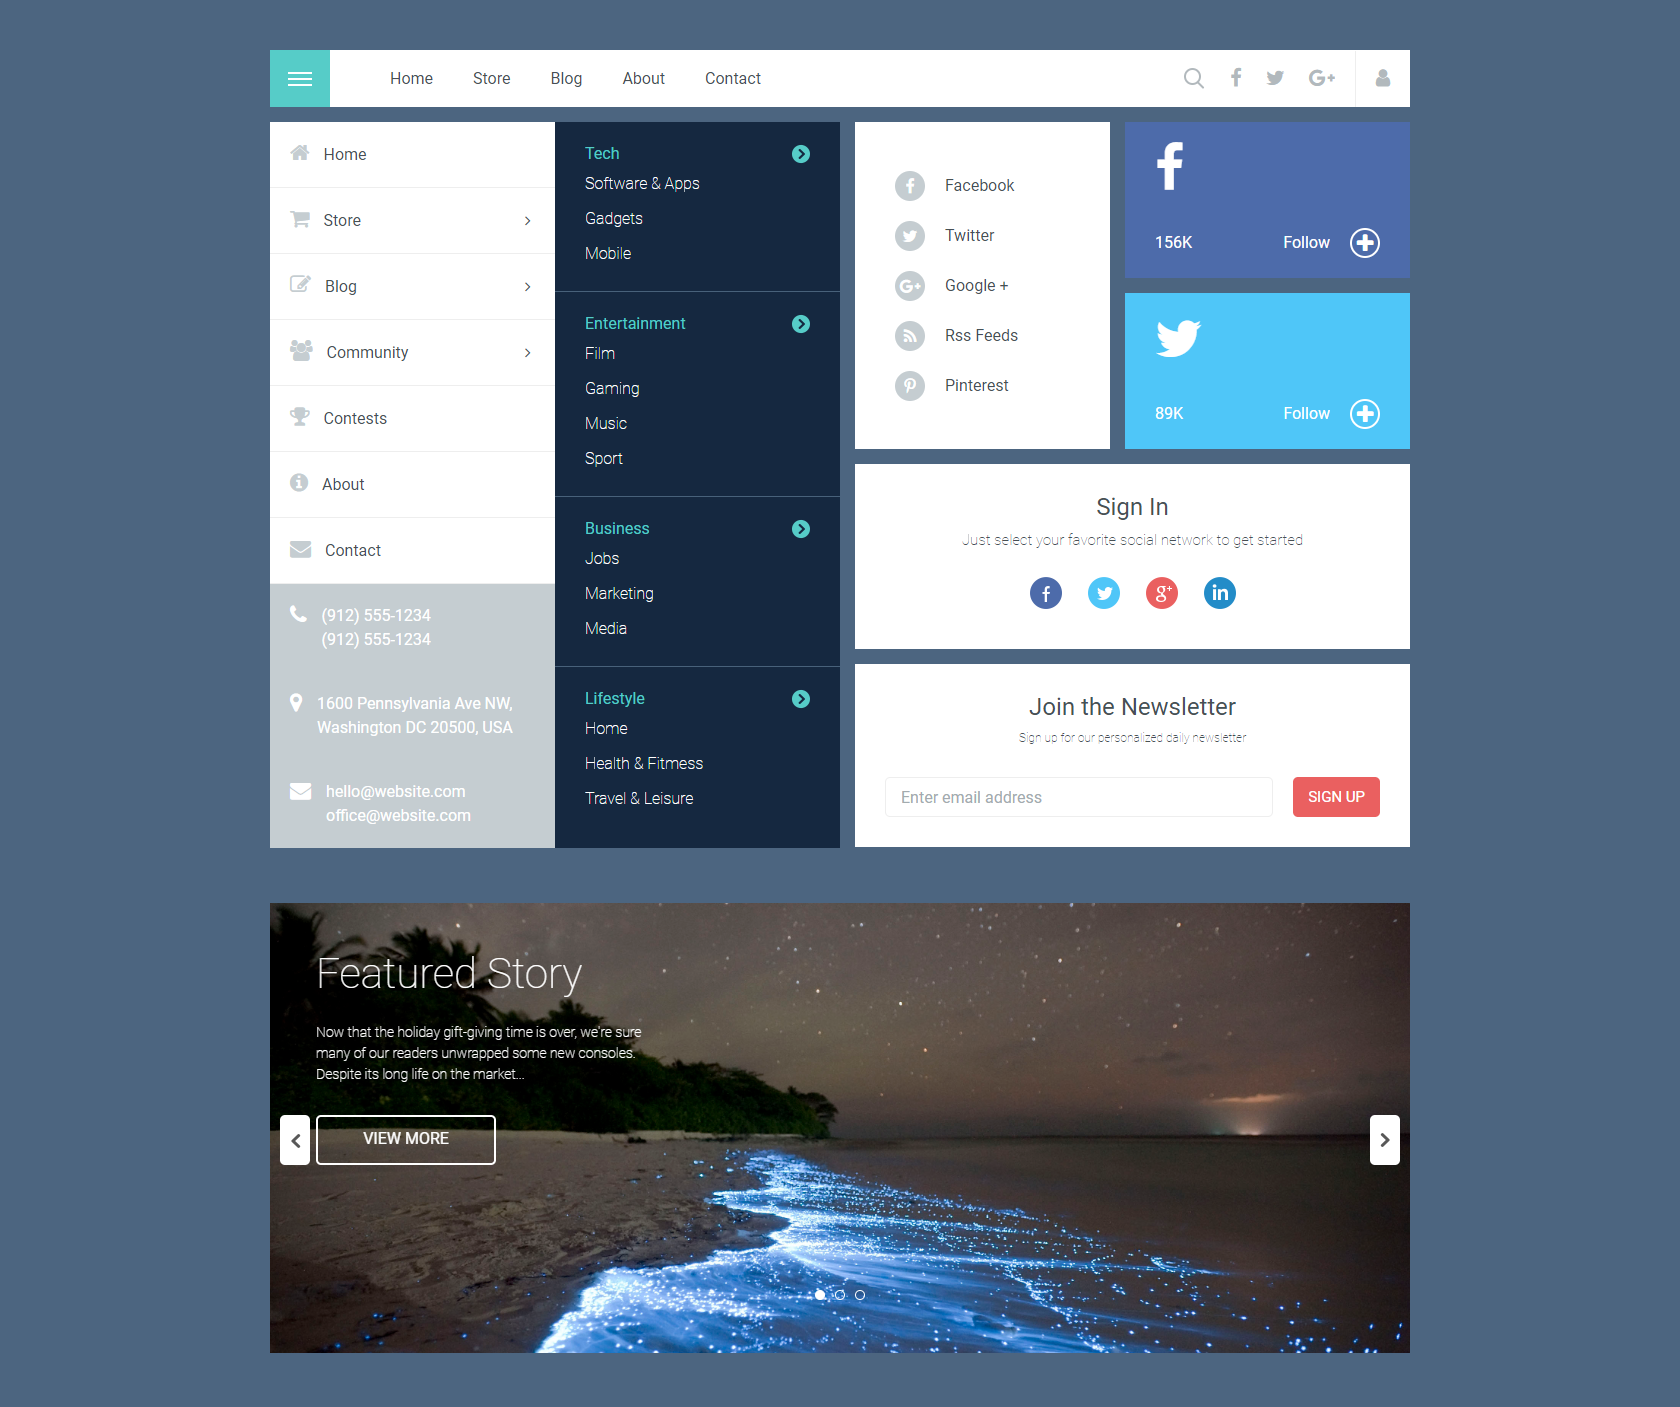 Home Store Blog About Contact
Home
Store
Blog
Community
Contests
About
Contact
(912) 555-1234
(912) 555-1234
1600 Pennsylvania Ave NW,
Washington DC 20500, USA
hello@website.com
office@website.com
Tech
Software & Apps
Gadgets
Mobile
Entertainment
Film
Gaming
Music
Sport
Business
Jobs
Marketing
Media
Lifestyle
Home
Health & Fitmess
Travel & Leisure
Facebook
Twitter
Google +
Rss Feeds
Pinterest
156K Follow
89K Follow
Sign In
Just select your favorite social network to get started
Join the Newsletter
Sign up for our personalized daily newsletter
Enter email address SIGN UP
Featured Story
Now that the holiday gift-giving time is over, we're sure
many of our readers unwrapped some new consoles.
Despite its long life on the market...
VIEW MORE